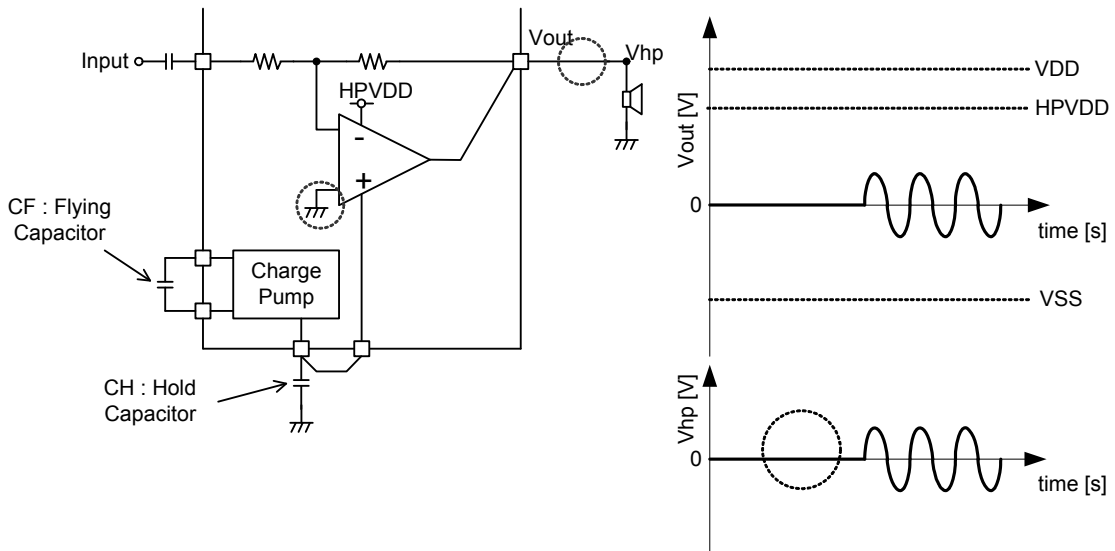 Input
Vout
Vhp
HPVDD
-
+
CF : Flying
Capacitor
Charge
Pump
CH : Hold
Capacitor
Vout [V]
VDD
HPVDD
0
time [s]
VSS
Vhp [V]
0
time [s]